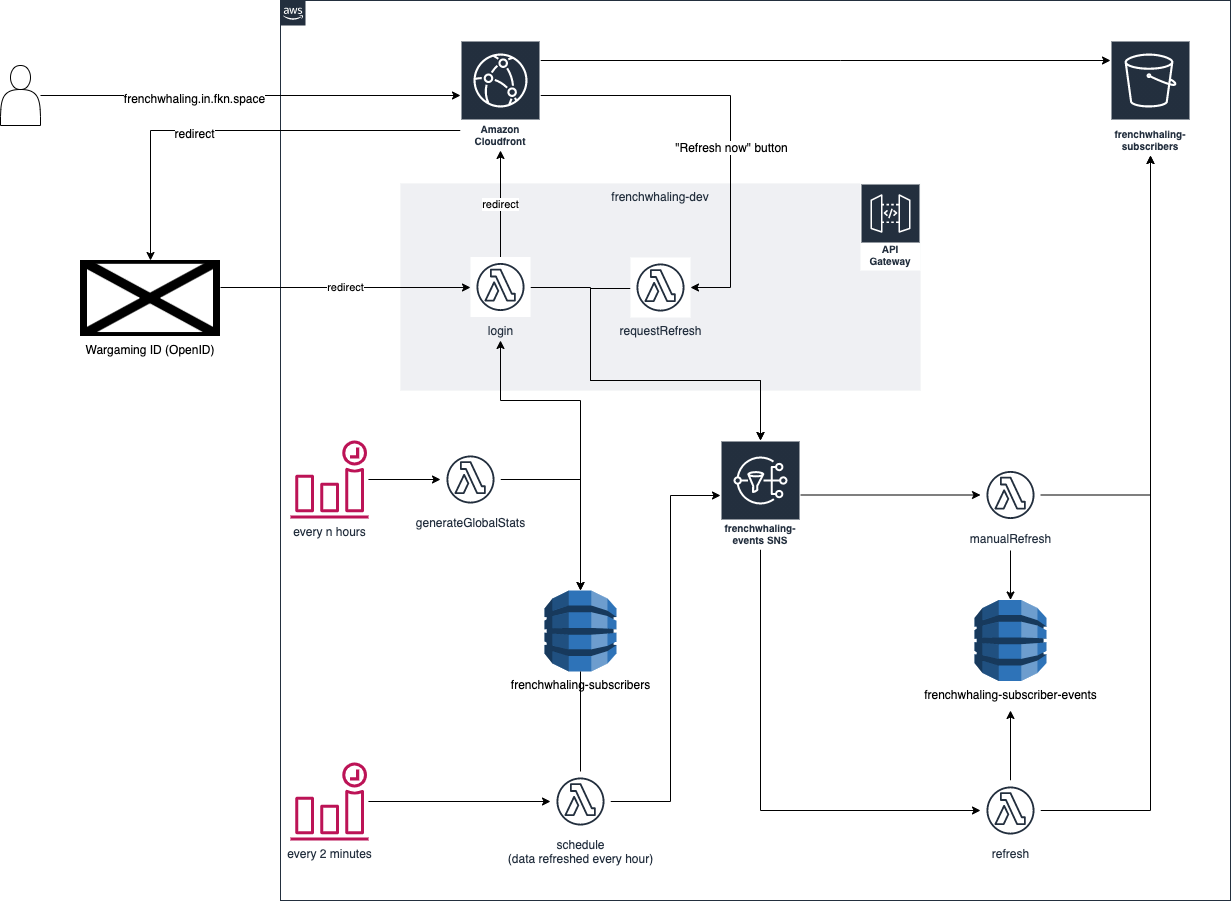 aws
frenchwhaling.in.fkn.space
redirect
Amazon
Cloudfront
frenchwhaling-
subscribers
"Refresh now" button
redirect
frenchwhaling-dev
API
Gateway
redirect
login
requestRefresh
Wargaming ID (OpenID)
every n hours
generateGlobalStats
frenchwhaling-
events SNS
manualRefresh
frenchwhaling-subscribers
frenchwhaling-subscriber-events
every 2 minutes
schedule
(data refreshed every hour)
refresh